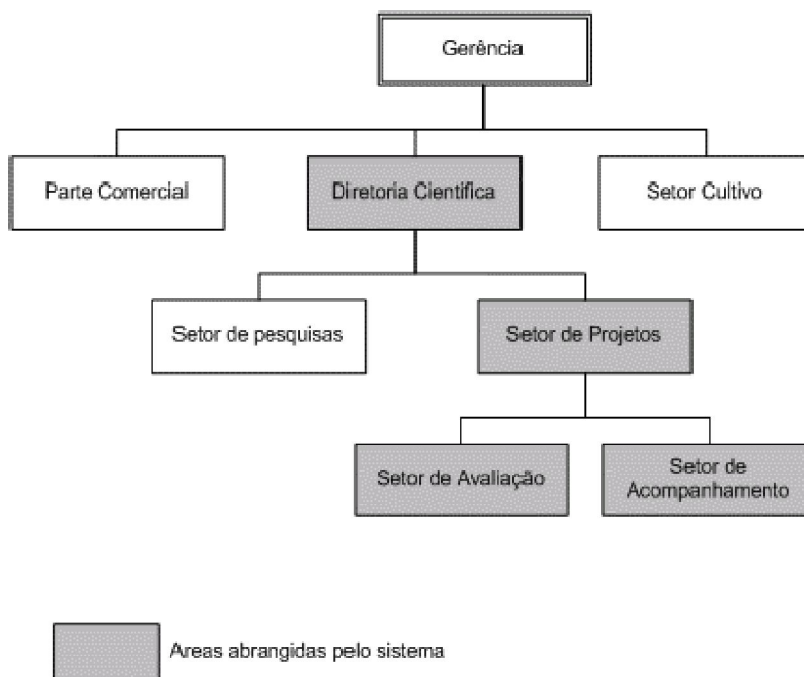 Gerência
Parte Comercial
Diretoria Científica
Setor Cultivo
Setor de pesquisas
Setor de Projetos
Setor de Avaliação
Setor de
Acompanhamento
Areas abrangidas pelo sistema